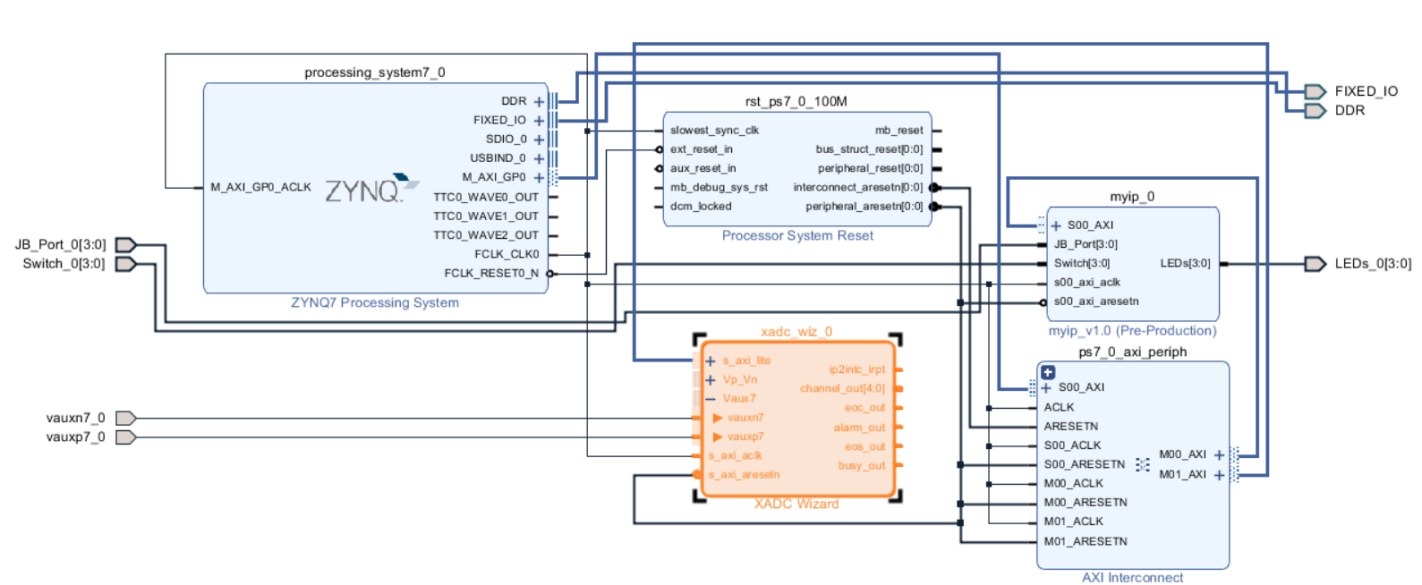 processing_system7_0
DDR
FIXED_IO
SDIO_0
USBIND_0
M_AXI_GP0
M_AXI_GP0_ACLK
ZYNQ
TTC0_WAVE0_OUT
TTC0_WAVE1_OUT
TTC0_WAVE2_OUT
FCLK_CLK0
FCLK_RESET0_N
ZYNQ7 Processing System
JB_Port_0[3:0]
Switch_0[3:0]
vauxn7_0
vauxp7_0
rst_ps7_0_100M
slowest_sync_clk
ext_reset_in
aux_reset_in
mb_debug_sys_rst
dcm_locked
mb_reset
bus_struct_reset[0:0]
peripheral_reset[0:0]
interconnect_aresetn[0:0]
peripheral_aresetn[0:0]
Processor System Reset
xadc_wiz_0
s_axi_lite
Vp_Vn
Vaux7
vauxn7
vauxp7
s_axi_aclk
s_axi_aresetn
ip2intc_irpt
channel_out[4:0]
eoc_out
alarm_out
eos_out
busy_out
XADC Wizard
myip_0
S00_AXI
JB_Port[3:0]
Switch[3:0]
s00_axi_aclk
s00_axi_aresetn
LEDs[3:0]
myip_v1.0 (Pre-Production)
ps7_0_axi_periph
S00_AXI
ACLK
ARESETN
S00_ACLK
S00_ARESETN
M00_ACLK
M00_ARESETN
M01_ACLK
M01_ARESETN
M00_AXI
M01_AXI
AXI Interconnect
FIXED_IO
DDR
LEDs_0[3:0]